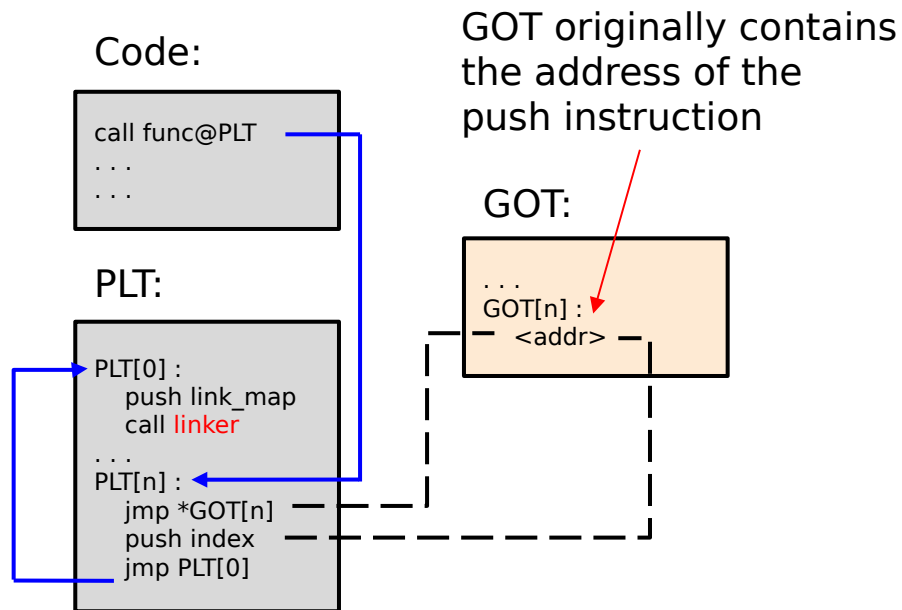 GOT originally contains
the address of the
push instruction
Code:
call func@PLT
. . .
. . .
GOT:
. . .
GOT[n] :
<addr>
PLT:
PLT[0] :
push link_map
call linker
. . .
PLT[n] :
jmp *GOT[n]
push index
jmp PLT[0]